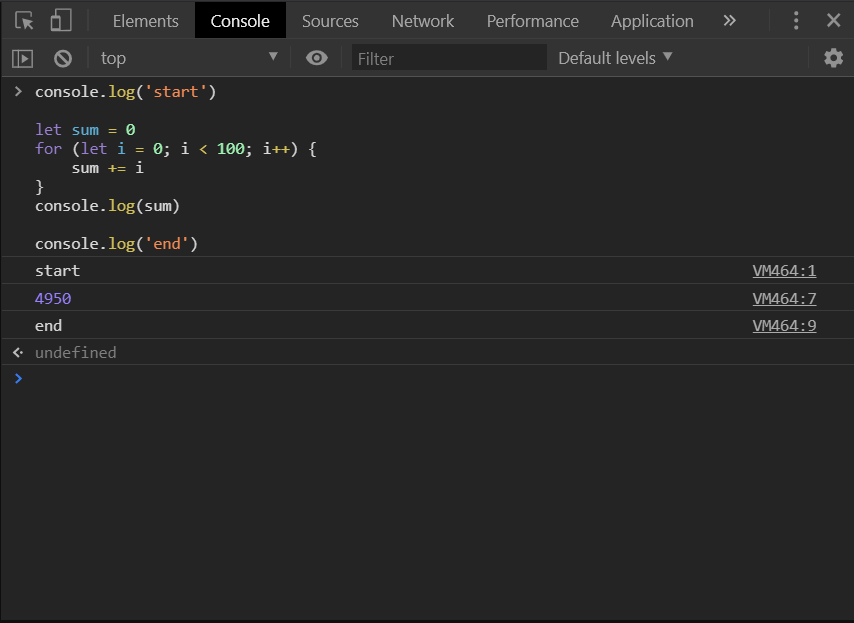 Elements Console Sources Network Performance Application »
top Filter Default levels
> console.log('start')
let sum = 0
for (let i = 0; i < 100; i++) {
    sum += i
}
console.log(sum)
console.log('end')
start VM464:1
4950 VM464:7
end VM464:9
undefined
>